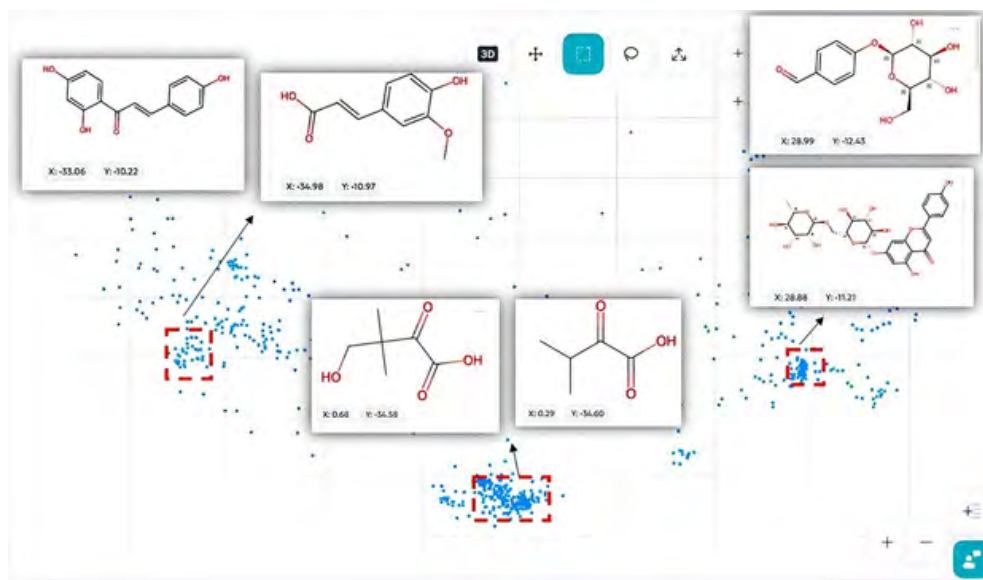 3D
HO
OH
OH
O
X: -33.06 Y: -10.22
HO
O
OH
O
X: -34.98 Y: -10.97
OH
O
OH
O
OH
O
HO
X: 28.99 Y: -12.43
X: 28.88 Y: -11.21
O
HO
OH
O
X: 0.68 Y: -34.58
O
OH
O
X: 0.29 Y: -34.60